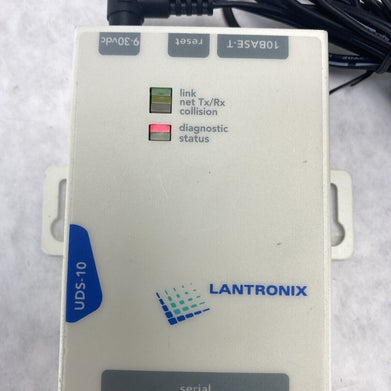 9-30vdc
reset
10BASE-T
link
net Tx/Rx
collision
diagnostic
status
UDS-10
LANTRONIX
serial